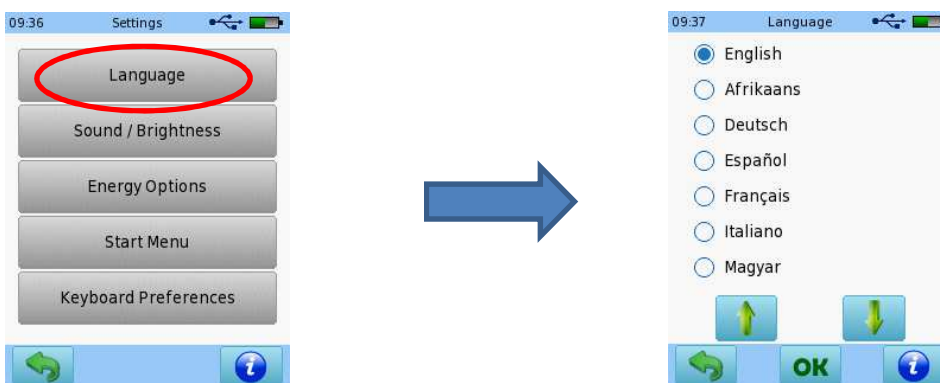 09:36 Settings
Language
Sound / Brightness
Energy Options
Start Menu
Keyboard Preferences
i
09:37 Language
English
Afrikaans
Deutsch
Español
Français
Italiano
Magyar
OK i